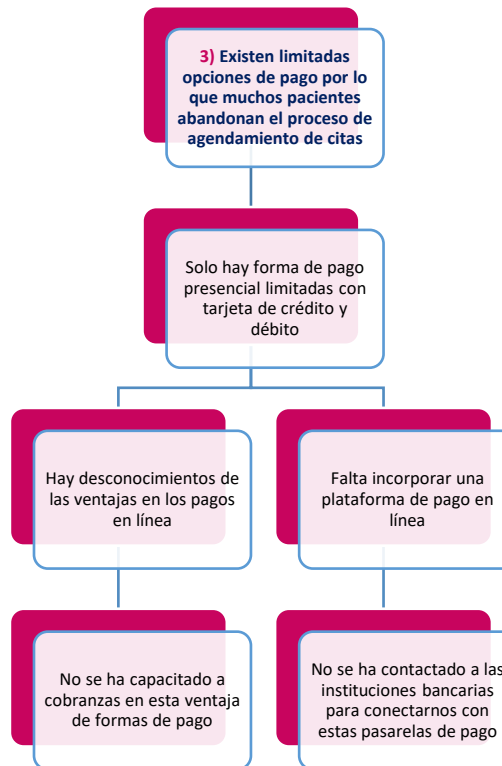 3) Existen limitadas
opciones de pago por lo
que muchos pacientes
abandonan el proceso de
agendamiento de citas
Solo hay forma de pago
presencial limitadas con
tarjeta de crédito y
débito
Hay desconocimientos de
las ventajas en los pagos
en línea
Falta incorporar una
plataforma de pago en
línea
No se ha capacitado a
cobranzas en esta ventaja
de formas de pago
No se ha contactado a las
instituciones bancarias
para conectarnos con
estas pasarelas de pago